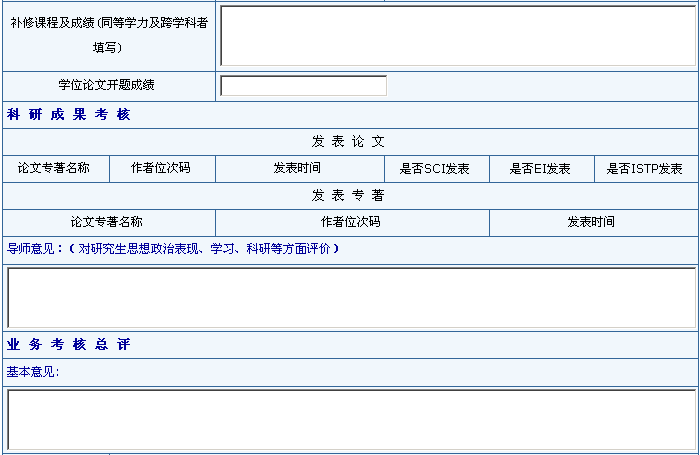 补修课程及成绩(同等学力及跨学科者
填写)
学位论文开题成绩
科 研 成 果 考 核
发 表 论 文
论文专著名称 作者位次码 发表时间 是否SCI发表 是否EI发表 是否ISTP发表
发 表 专 著
论文专著名称 作者位次码 发表时间
导师意见：( 对研究生思想政治表现、学习、科研等方面评价 )
业 务 考 核 总 评
基本意见: